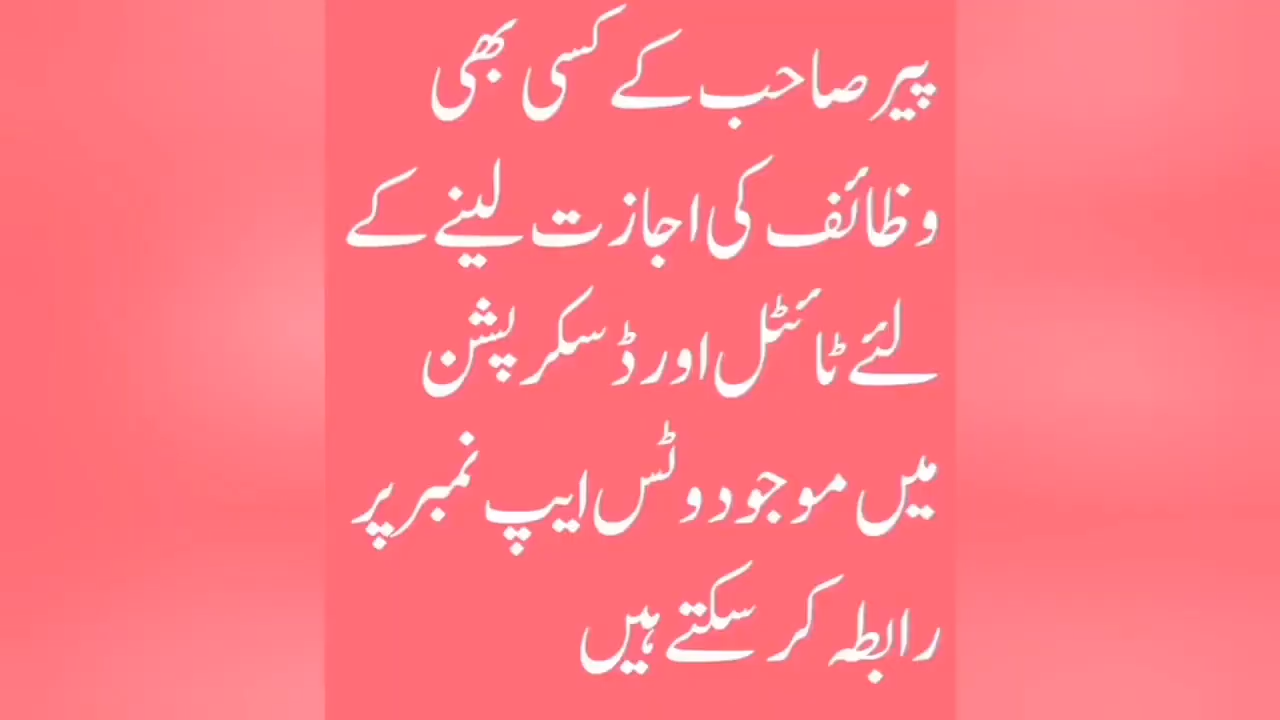 پیر صاحب کے کسی بھی
وظائف کی اجازت لینے کے
لئے ٹائٹل اور ڈسکرپشن
میں موجود وٹس ایپ نمبر پر
رابطہ کر سکتے ہیں